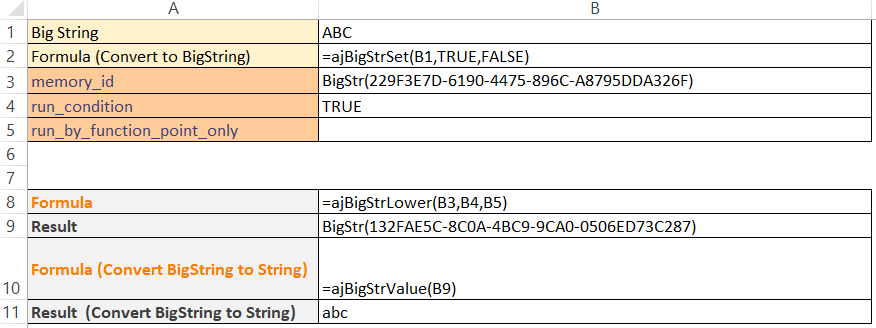 A B
1 Big String ABC
2 Formula (Convert to BigString) =ajBigStrSet(B1,TRUE,FALSE)
3 memory_id BigStr(229F3E7D-6190-4475-896C-A8795DDA326F)
4 run_condition TRUE
5 run_by_function_point_only
6
7
8 Formula =ajBigStrLower(B3,B4,B5)
9 Result BigStr(132FAE5C-8C0A-4BC9-9CA0-0506ED73C287)
Formula (Convert BigString to String)
10 =ajBigStrValue(B9)
11 Result  (Convert BigString to String) abc